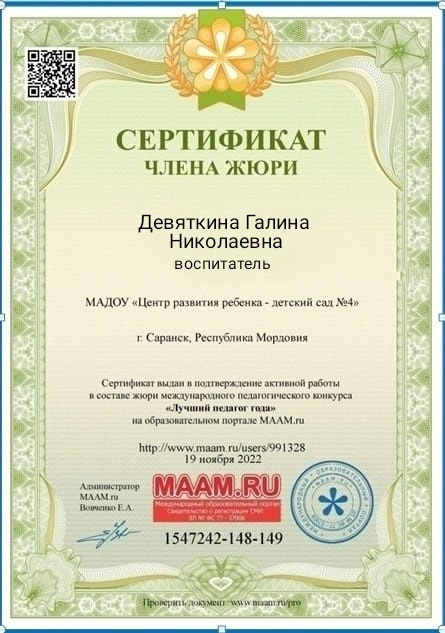 СЕРТИФИКАТ
ЧЛЕНА ЖЮРИ
Девяткина Галина
Николаевна
воспитатель
МАДОУ «Центр развития ребенка - детский сад №4»
г. Саранск, Республика Мордовия
Сертификат выдан в подтверждение активной работы
в составе жюри международного педагогического конкурса
«Лучший педагог года»
на образовательном портале MAAM.ru
http://www.maam.ru/users/991328
19 ноября 2022
Администратор
MAAM.ru
Вовченко Е.А.
MAAM.RU
Международный образовательный портал
Свидетельство о регистрации СМИ:
ЭЛ № ФС 77 - 57008
1547242-148-149
Проверить документ: www.maam.ru/pro